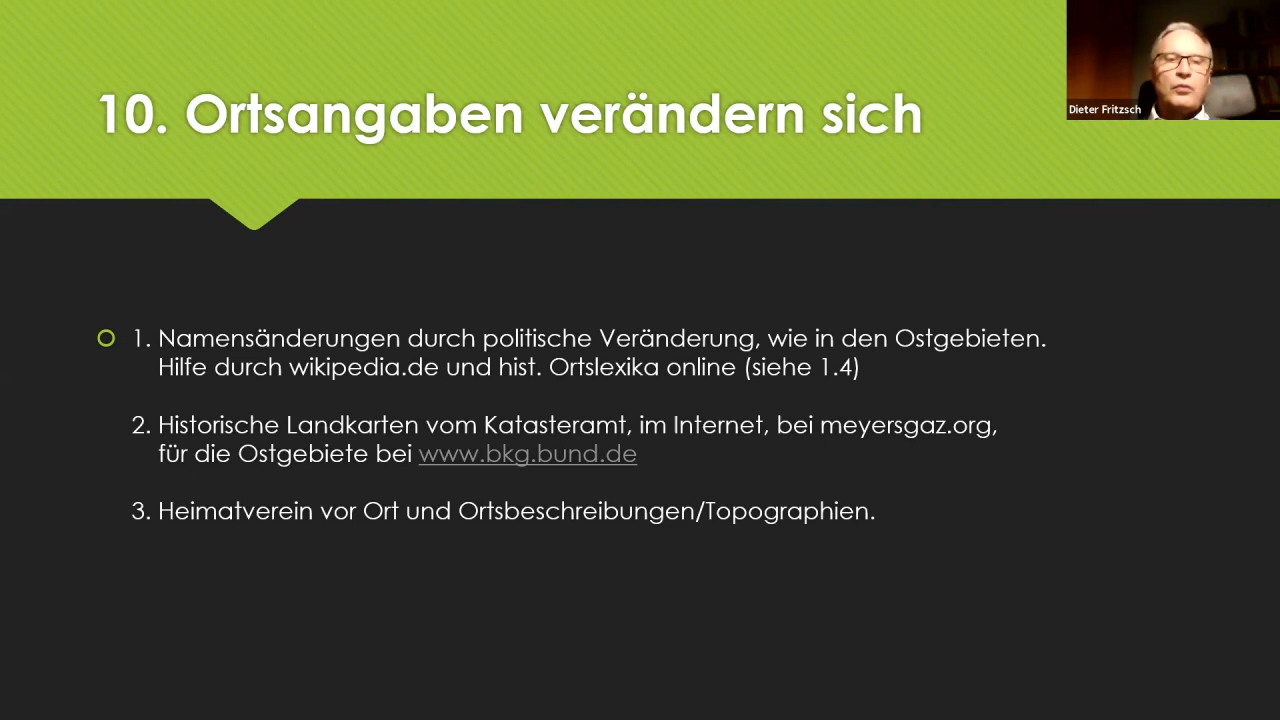 10. Ortsangaben verändern sich
Dieter Fritzsch
1. Namensänderungen durch politische Veränderung, wie in den Ostgebieten.
Hilfe durch wikipedia.de und hist. Ortslexika online (siehe 1.4)
2. Historische Landkarten vom Katasteramt, im Internet, bei meyersgaz.org,
für die Ostgebiete bei www.bkg.bund.de
3. Heimatverein vor Ort und Ortsbeschreibungen/Topographien.